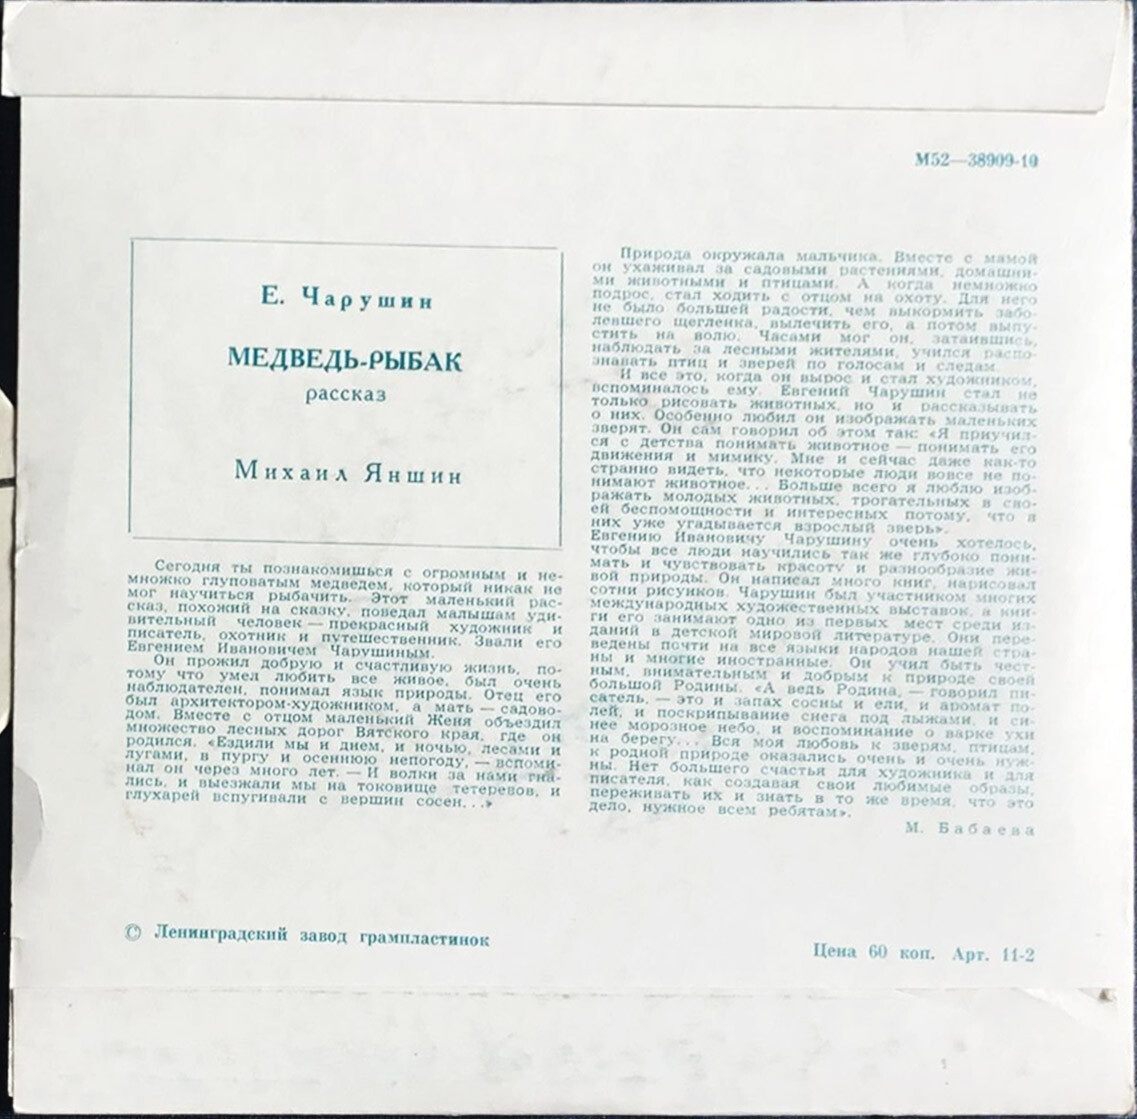 М52—38909-10
Е. Чарушин
МЕДВЕДЬ-РЫБАК
рассказ
Михаил Яншин
Сегодня ты познакомишься с огромным и не-
множко глуповатым медведем, который никак не
мог научиться рыбачить. Этот маленький рас-
сказ, похожий на сказку, поведал малышам уди-
вительный человек — прекрасный художник и
писатель, охотник и путешественник. Звали его
Евгением Ивановичем Чарушиным.
Он прожил добрую и счастливую жизнь, по-
тому что умел любить все живое, был очень
наблюдателен, понимал язык природы. Отец его
был архитектором-художником, а мать — садово-
дом. Вместе с отцом маленький Женя объездил
множество лесных дорог Вятского края, где он
родился. «Ездили мы и днем, и ночью, лесами и
лугами, в пургу и осеннюю непогоду, — вспоми-
нал он через много лет. — И волки за нами гна-
лись, и выезжали мы на токовище тетеревов, и
глухарей вспугивали с вершин сосен...»
Природа окружала мальчика. Вместе с мамой
он ухаживал за садовыми растениями, домашни-
ми животными и птицами. А когда немножко
подрос, стал ходить с отцом на охоту. Для него
не было большей радости, чем выкормить забо-
левшего щегленка, вылечить его, а потом выпу-
стить на волю. Часами мог он, затаившись,
наблюдать за лесными жителями, учился распо-
знавать птиц и зверей по голосам и следам.
И все это, когда он вырос и стал художником,
вспоминалось ему. Евгений Чарушин стал не
только рисовать животных, но и рассказывать
о них. Особенно любил он изображать маленьких
зверят. Он сам говорил об этом так: «Я приучил-
ся с детства понимать животное — понимать его
движения и мимику. Мне и сейчас даже как-то
странно видеть, что некоторые люди вовсе не по-
нимают животное... Больше всего я люблю изоб-
ражать молодых животных, трогательных в сво-
ей беспомощности и интересных потому, что в
них уже угадывается взрослый зверь».
Евгению Ивановичу Чарушину очень хотелось,
чтобы все люди научились так же глубоко пони-
мать и чувствовать красоту и разнообразие жи-
вой природы. Он написал много книг, нарисовал
сотни рисунков. Чарушин был участником многих
международных художественных выставок, а кни-
ги его занимают одно из первых мест среди из-
даний в детской мировой литературе. Они пере-
ведены почти на все языки народов нашей стра-
ны и многие иностранные. Он учил быть чест-
ным, внимательным и добрым к природе своей
большой Родины. «А ведь Родина, — говорил пи-
сатель, — это и запах сосны и ели, и аромат по-
лей, и поскрипывание снега под лыжами, и си-
нее морозное небо, и воспоминание о варке ухи
на берегу... Вся моя любовь к зверям, птицам,
к родной природе оказались очень и очень нуж-
ны. Нет большего счастья для художника и для
писателя, как создавая свои любимые образы,
переживать их и знать в то же время, что это
дело, нужное всем ребятам».
М. Бабаева
© Ленинградский завод грампластинок
Цена 60 коп. Арт. 11-2